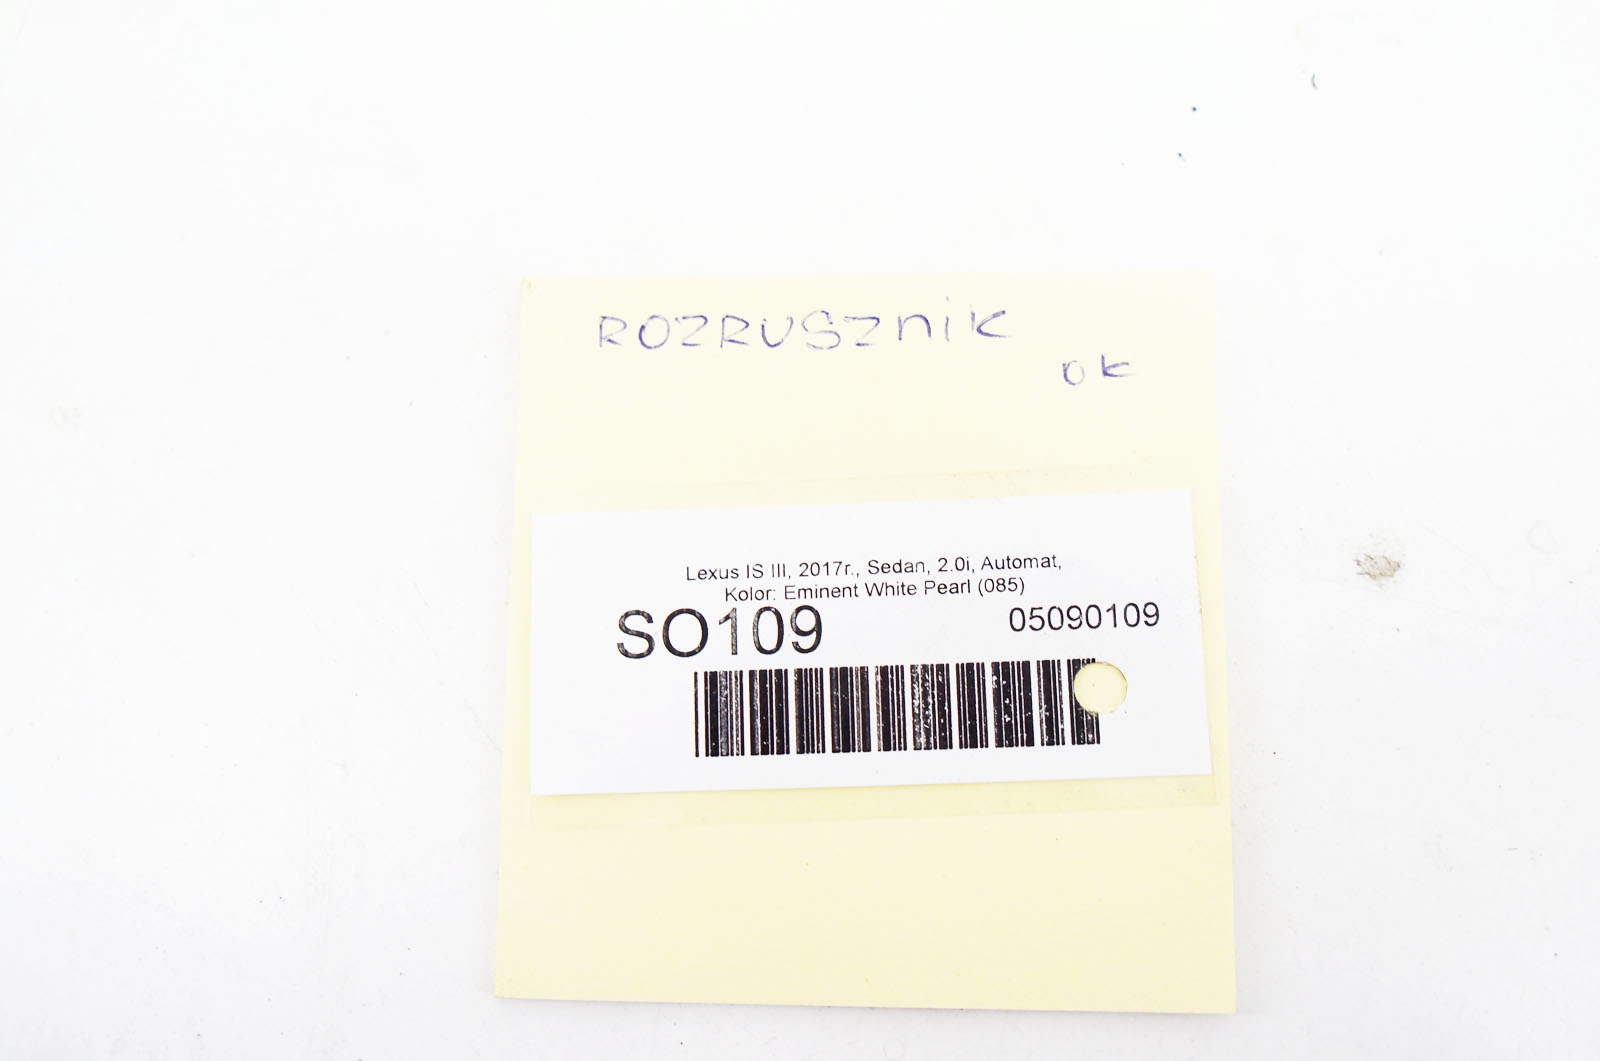 ROZRUSZnik
ok
Lexus IS III, 2017r., Sedan, 2.0i, Automat,
Kolor: Eminent White Pearl (085)
SO109
05090109